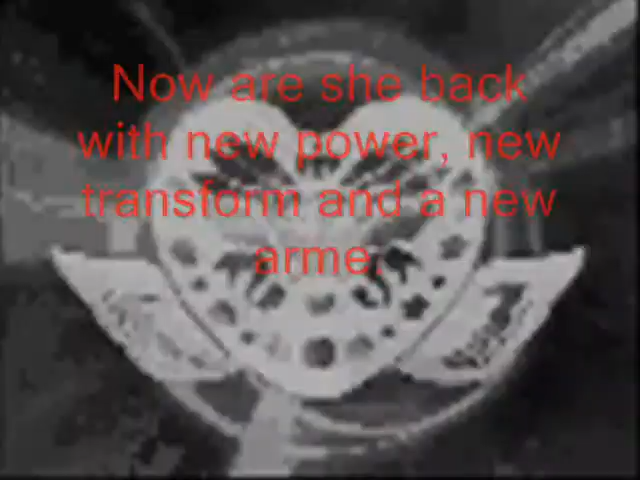 Now are she back
with new power, new
transform and a new
arme.